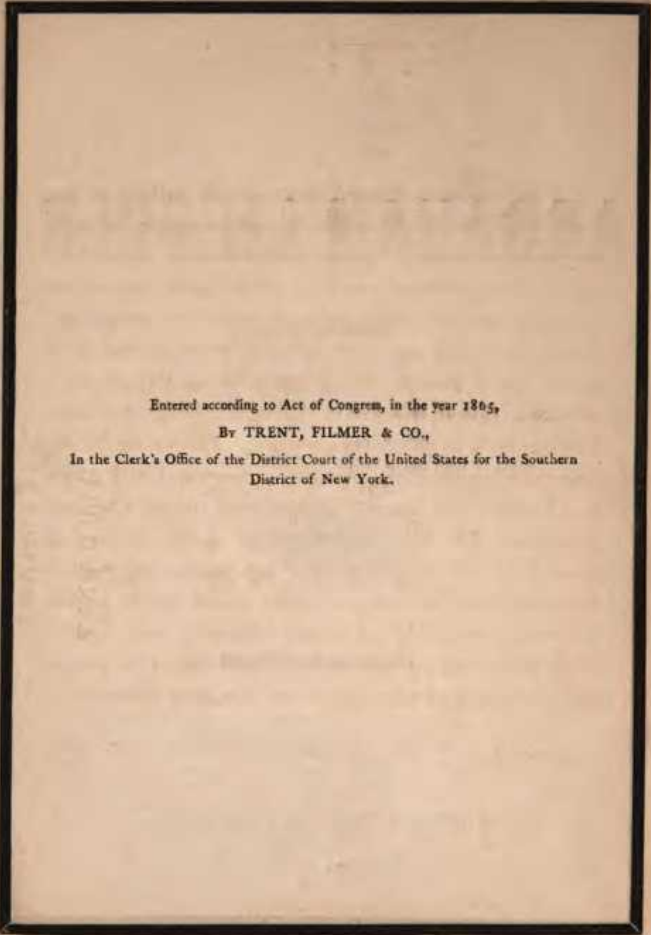 Entered according to Act of Congress, in the year 1865,
By TRENT, FILMER & CO.,
In the Clerk's Office of the District Court of the United States for the Southern
District of New York.